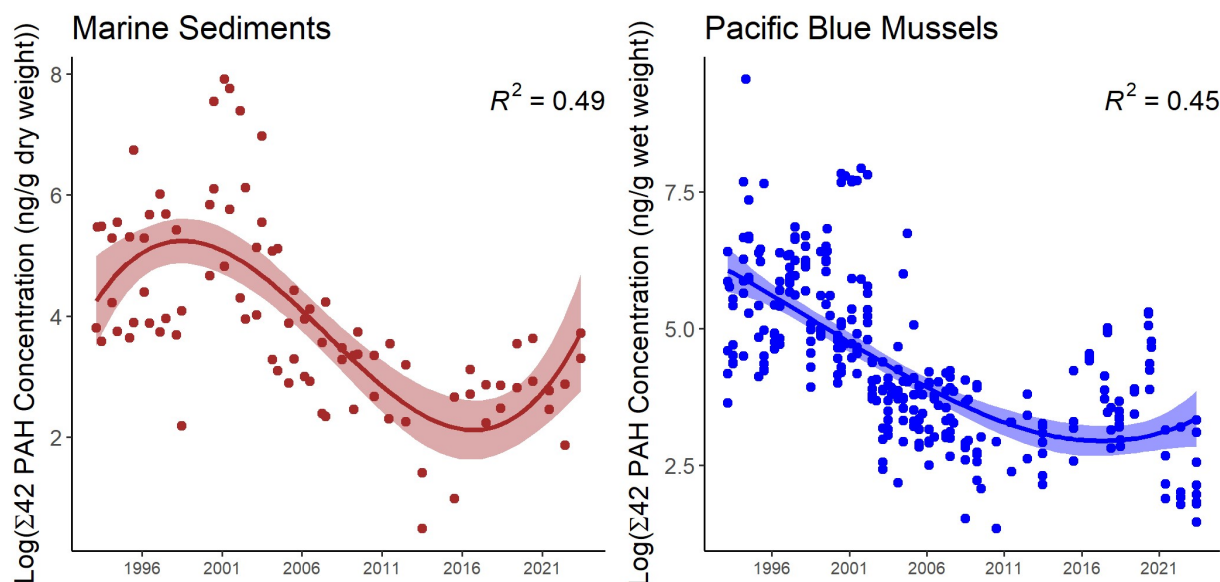 Marine Sediments
Log(Σ42 PAH Concentration (ng/g dry weight))
8
6
4
2
R² = 0.49
1996 2001 2006 2011 2016 2021
Pacific Blue Mussels
Log(Σ42 PAH Concentration (ng/g wet weight))
7.5
5.0
2.5
R² = 0.45
1996 2001 2006 2011 2016 2021